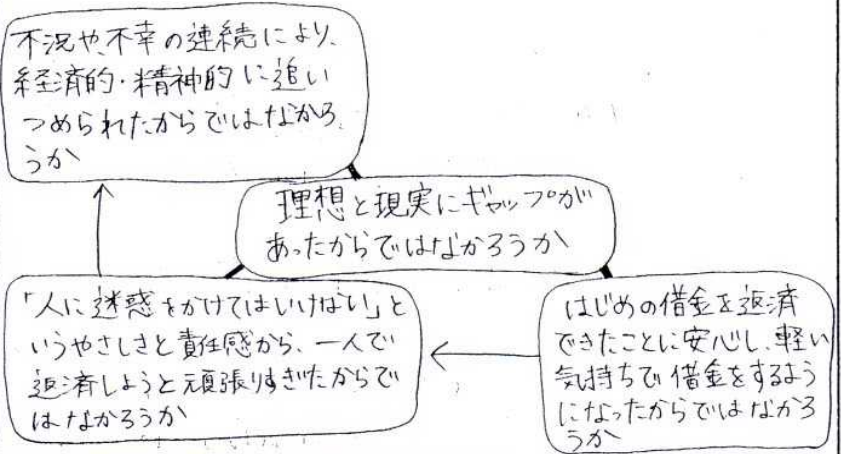 不況や、不幸の連続により、
経済的・精神的に追い
つめられたからではなかろ
うか
理想と現実にギャップが
あったからではなかろうか
「人に迷惑をかけてはいけない」と
いうやさしさと責任感から、一人で
返済しようと頑張りすぎたからで
はなかろうか
はじめの借金を返済
できたことに安心し、軽い
気持ちで借金をするよう
になったからではなかろ
うか